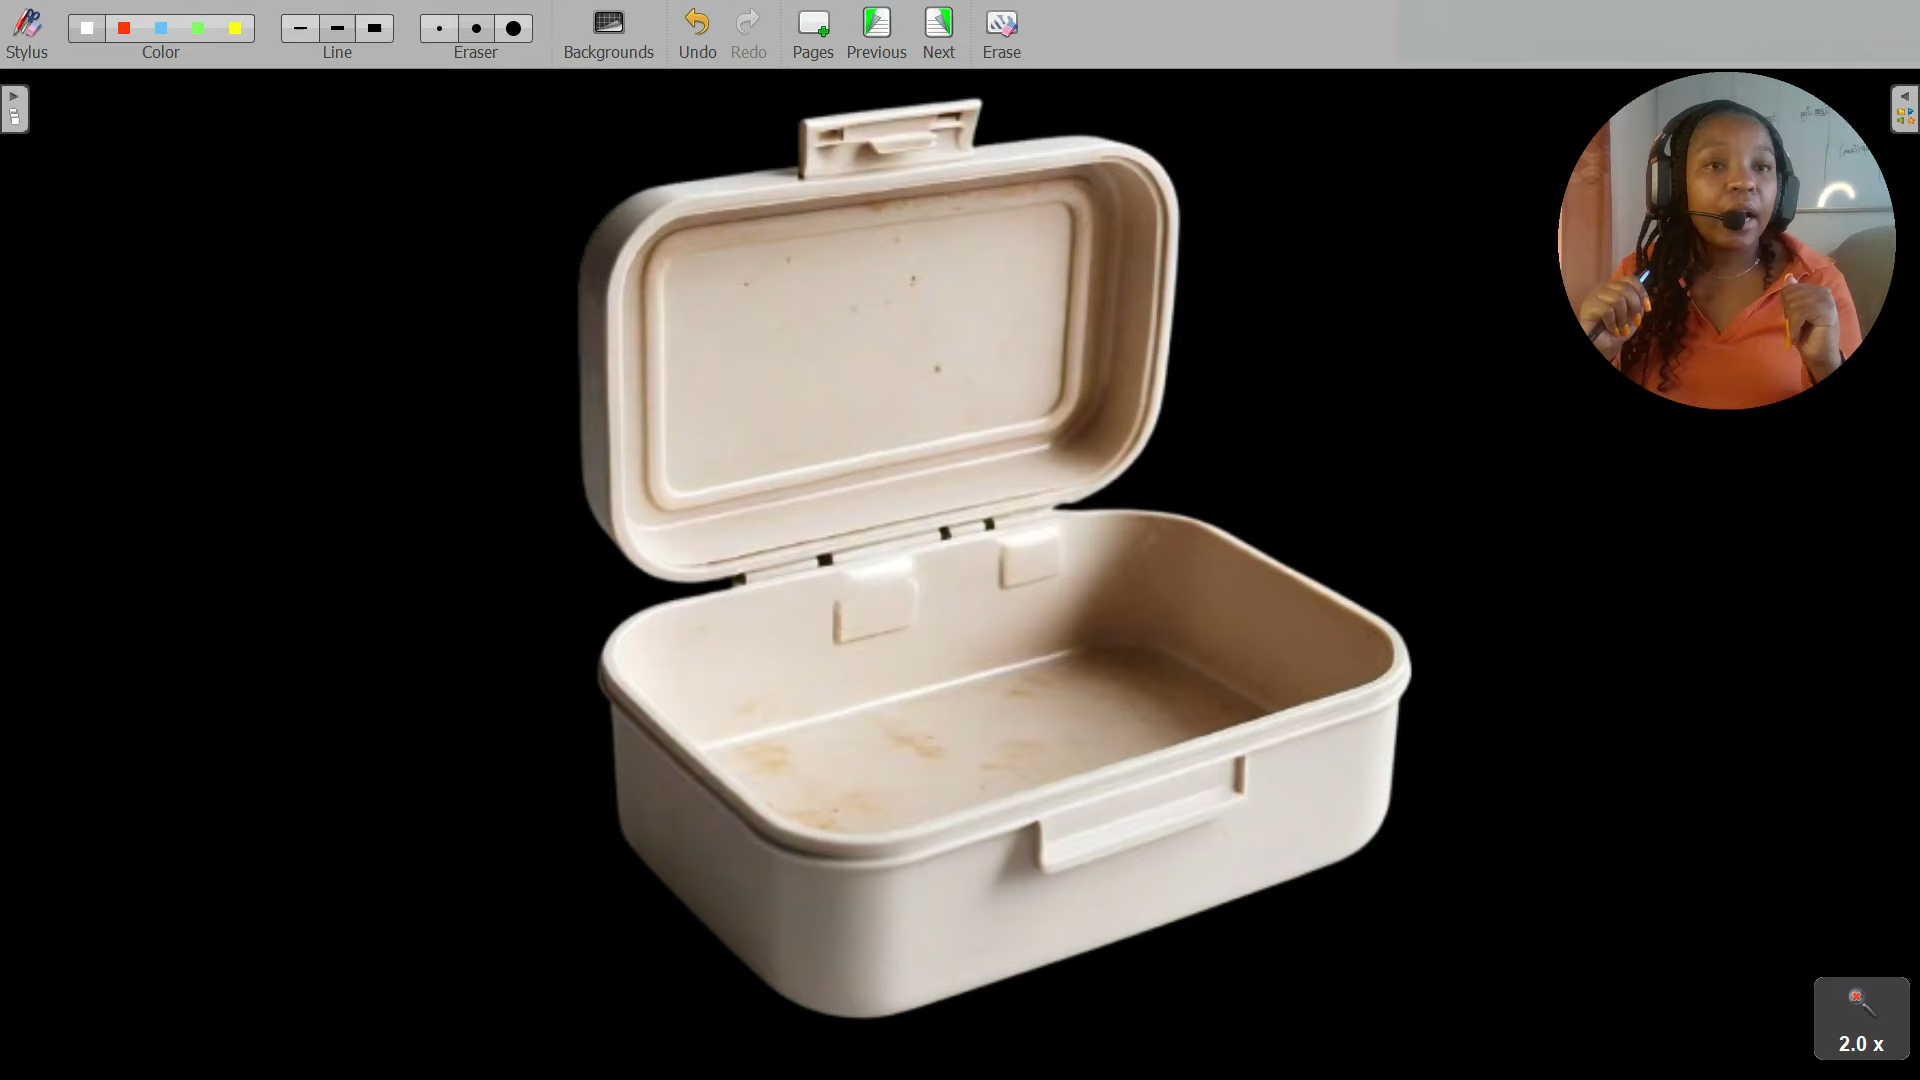 Stylus
Color
Line
Eraser
Backgrounds
Undo
Redo
Pages
Previous
Next
Erase
2.0 x